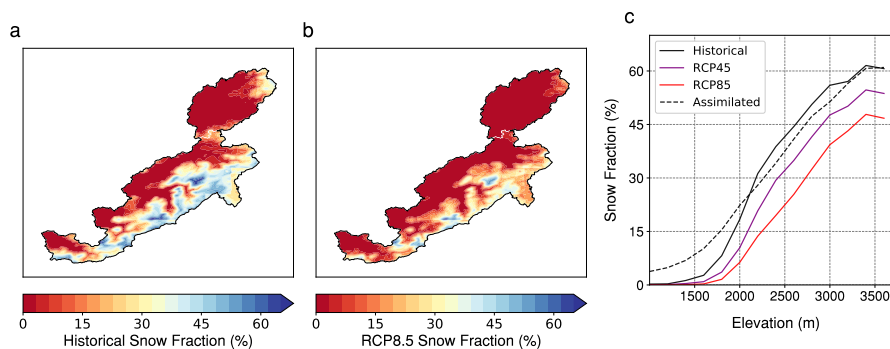 a
b
c
0 15 30 45 60
Historical Snow Fraction (%)
0 15 30 45 60
RCP8.5 Snow Fraction (%)
Historical
RCP45
RCP85
Assimilated
60
45
30
15
0
Snow Fraction (%)
1500 2000 2500 3000 3500
Elevation (m)